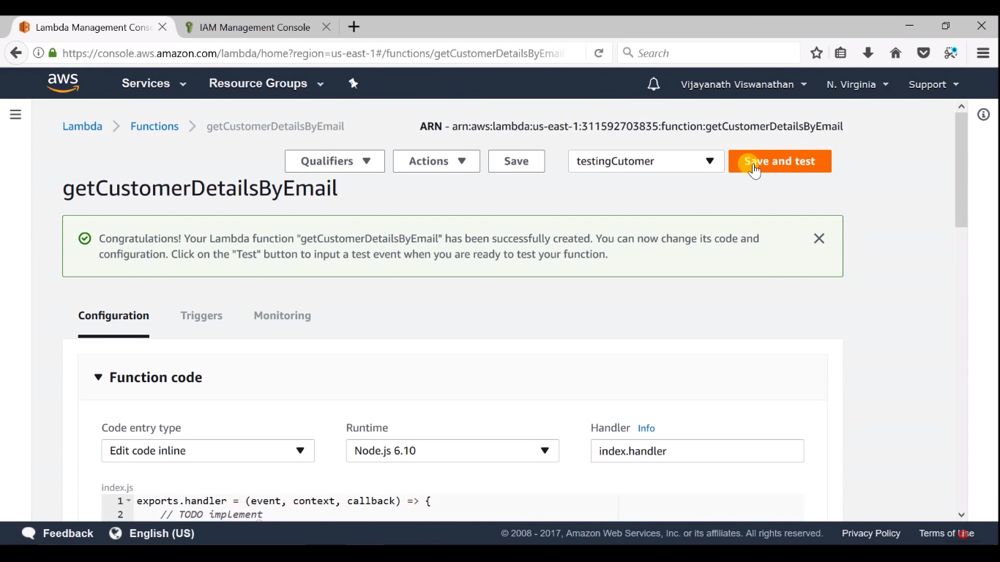 Lambda Management Conso
IAM Management Console
https://console.aws.amazon.com/lambda/home?region=us-east-1#/functions/getCustomerDetailsByEmail
Search
aws
Services
Resource Groups
Vijayanath Viswanathan
N. Virginia
Support
Lambda > Functions > getCustomerDetailsByEmail
ARN - arn:aws:lambda:us-east-1:311592703835:function:getCustomerDetailsByEmail
Qualifiers
Actions
Save
testingCutomer
Save and test
getCustomerDetailsByEmail
Congratulations! Your Lambda function "getCustomerDetailsByEmail" has been successfully created. You can now change its code and
configuration. Click on the "Test" button to input a test event when you are ready to test your function.
Configuration
Triggers
Monitoring
Function code
Code entry type
Runtime
Handler Info
Edit code inline
Node.js 6.10
index.handler
index.js
1 exports.handler = (event, context, callback) => {
2 // TODO implement
Feedback
English (US)
© 2008 - 2017, Amazon Web Services, Inc. or its affiliates. All rights reserved.
Privacy Policy
Terms of Use